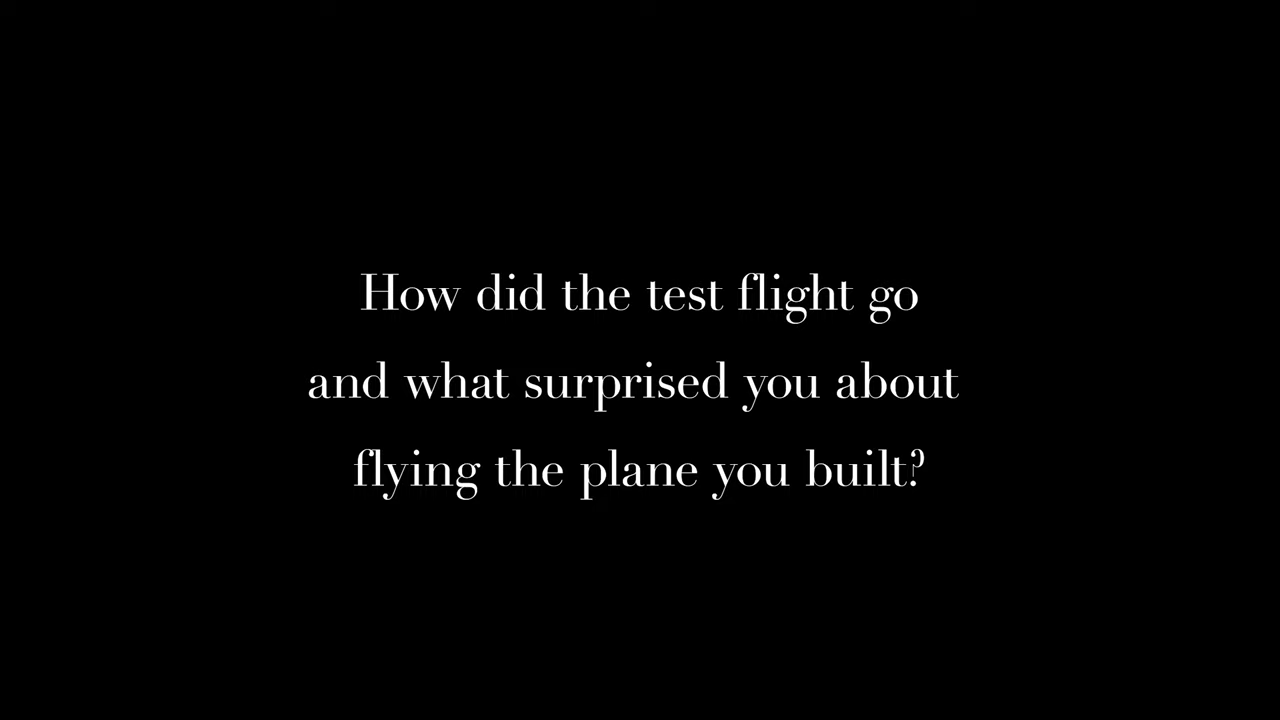 How did the test flight go
and what surprised you about
flying the plane you built?